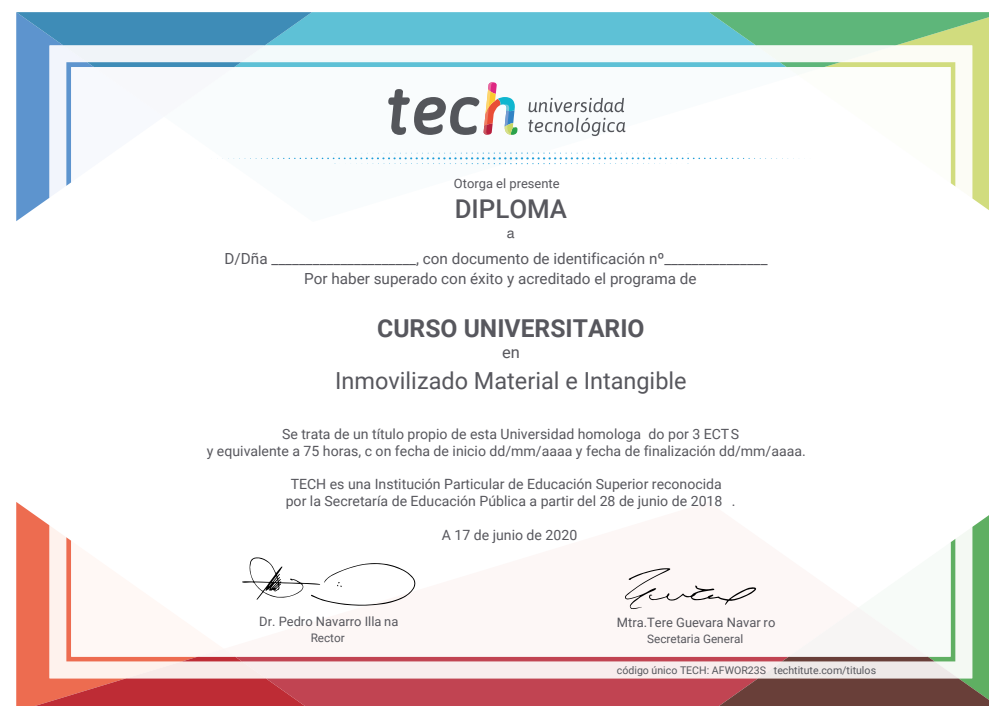 tech universidad
tecnológica
Otorga el presente
DIPLOMA
a
D/Dña _____________________, con documento de identificación nº_______________
Por haber superado con éxito y acreditado el programa de
CURSO UNIVERSITARIO
en
Inmovilizado Material e Intangible
Se trata de un título propio de esta Universidad homologa do por 3 ECTS
y equivalente a 75 horas, c on fecha de inicio dd/mm/aaaa y fecha de finalización dd/mm/aaaa.
TECH es una Institución Particular de Educación Superior reconocida
por la Secretaría de Educación Pública a partir del 28 de junio de 2018 .
A 17 de junio de 2020
Dr. Pedro Navarro Illa na
Rector
Mtra.Tere Guevara Navar ro
Secretaria General
código único TECH: AFWOR23S techtitute.com/titulos